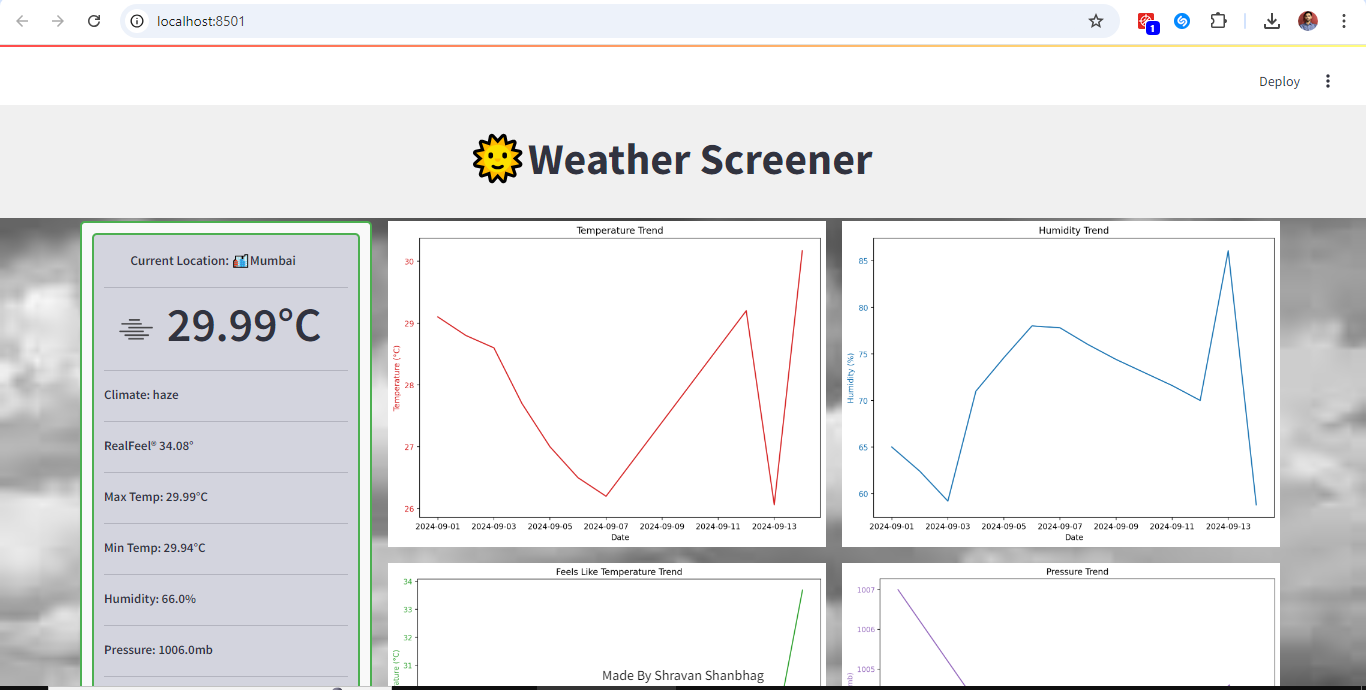 localhost:8501
1
Deploy
Weather Screener
Current Location: Mumbai
29.99°C
Climate: haze
RealFeel® 34.08°
Max Temp: 29.99°C
Min Temp: 29.94°C
Humidity: 66.0%
Pressure: 1006.0mb
Temperature Trend
Temperature (°C)
30
29
28
27
26
2024-09-01 2024-09-03 2024-09-05 2024-09-07 2024-09-09 2024-09-11 2024-09-13
Date
Humidity Trend
Humidity (%)
85
80
75
70
65
60
2024-09-01 2024-09-03 2024-09-05 2024-09-07 2024-09-09 2024-09-11 2024-09-13
Date
Feels Like Temperature Trend
34
33
32
31
Pressure Trend
1007
1006
1005
Made By Shravan Shanbhag